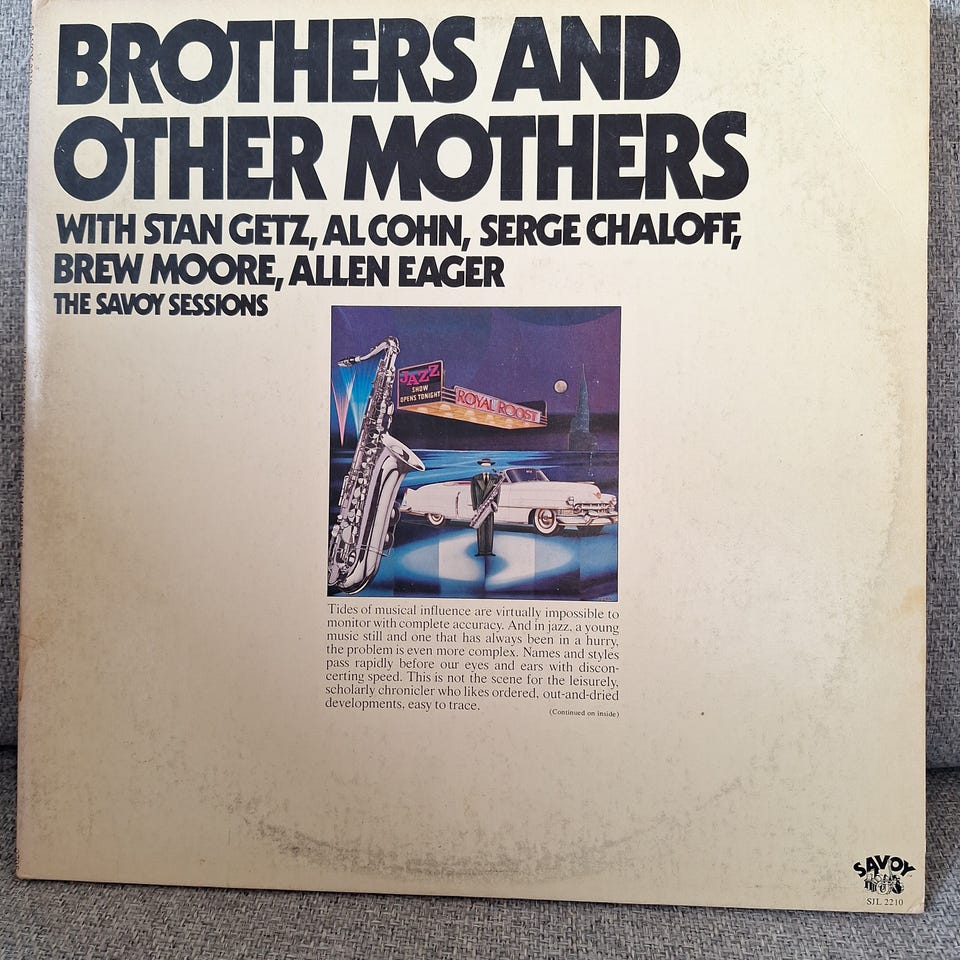 BROTHERS AND
OTHER MOTHERS
WITH STAN GETZ, AL COHN, SERGE CHALOFF,
BREW MOORE, ALLEN EAGER
THE SAVOY SESSIONS
JAZZ
SHOW
OPENS TONIGHT
ROYAL ROOST
Tides of musical influence are virtually impossible to
monitor with complete accuracy. And in jazz, a young
music still and one that has always been in a hurry,
the problem is even more complex. Names and styles
pass rapidly before our eyes and ears with discon-
certing speed. This is not the scene for the leisurely,
scholarly chronicler who likes ordered, out-and-dried
developments, easy to trace.
(Continued on inside)
SAVOY
SJL 2210